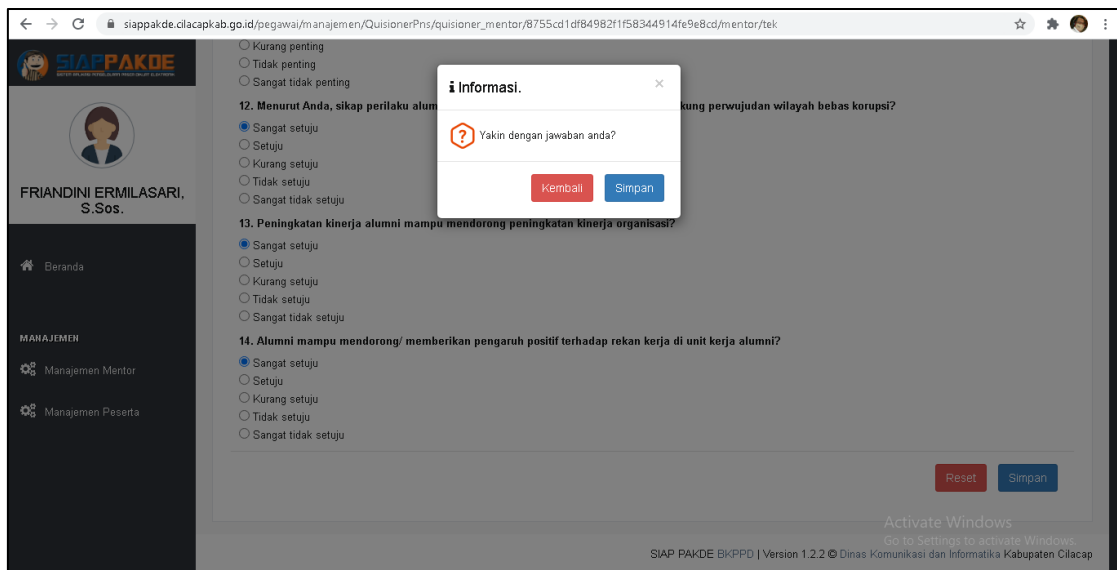 siappakde.cilacapkab.go.id/pegawai/manajemen/QuisionerPns/quisioner_mentor/8755cd1df84982f1f58344914fe9e8cd/mentor/tek
SIAPPAKDE
FRIANDINI ERMILASARI,
S.Sos.
Beranda
MANAJEMEN
Manajemen Mentor
Manajemen Peserta
Kurang penting
Tidak penting
Sangat tidak penting
12. Menurut Anda, sikap perilaku alum
kung perwujudan wilayah bebas korupsi?
Sangat setuju
Setuju
Kurang setuju
Tidak setuju
Sangat tidak setuju
13. Peningkatan kinerja alumni mampu mendorong peningkatan kinerja organisasi?
Sangat setuju
Setuju
Kurang setuju
Tidak setuju
Sangat tidak setuju
14. Alumni mampu mendorong/ memberikan pengaruh positif terhadap rekan kerja di unit kerja alumni?
Sangat setuju
Setuju
Kurang setuju
Tidak setuju
Sangat tidak setuju
Reset Simpan
i Informasi. ×
Yakin dengan jawaban anda?
Kembali Simpan
Activate Windows
Go to Settings to activate Windows.
SIAP PAKDE BKPPD | Version 1.2.2 © Dinas Komunikasi dan Informatika Kabupaten Cilacap